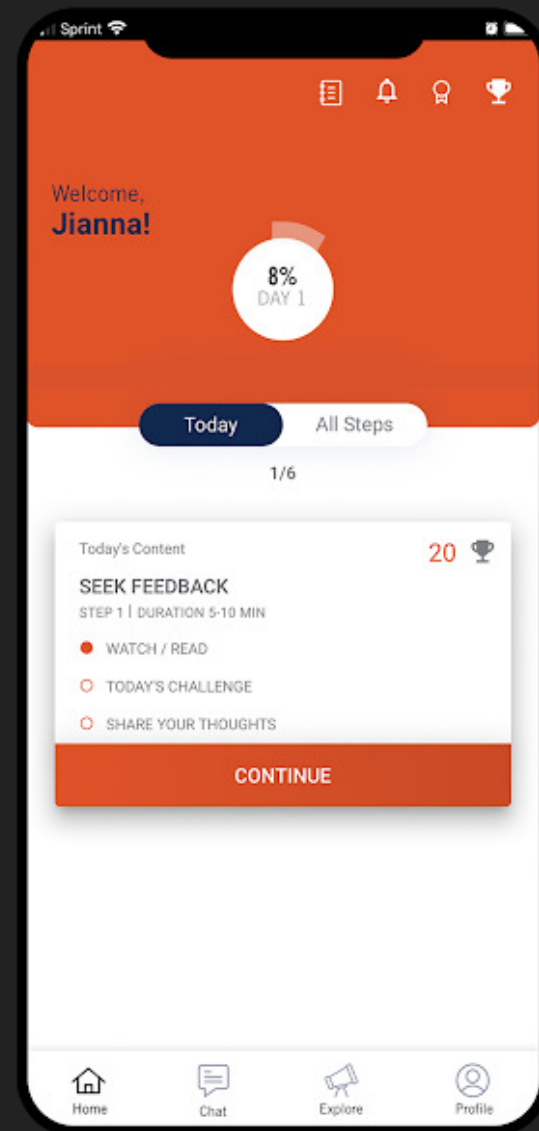 Sprint
Welcome,
Jianna!
8%
DAY 1
Today
All Steps
1/6
Today's Content
20
SEEK FEEDBACK
STEP 1 | DURATION 5-10 MIN
WATCH / READ
TODAY'S CHALLENGE
SHARE YOUR THOUGHTS
CONTINUE
Home
Chat
Explore
Profile